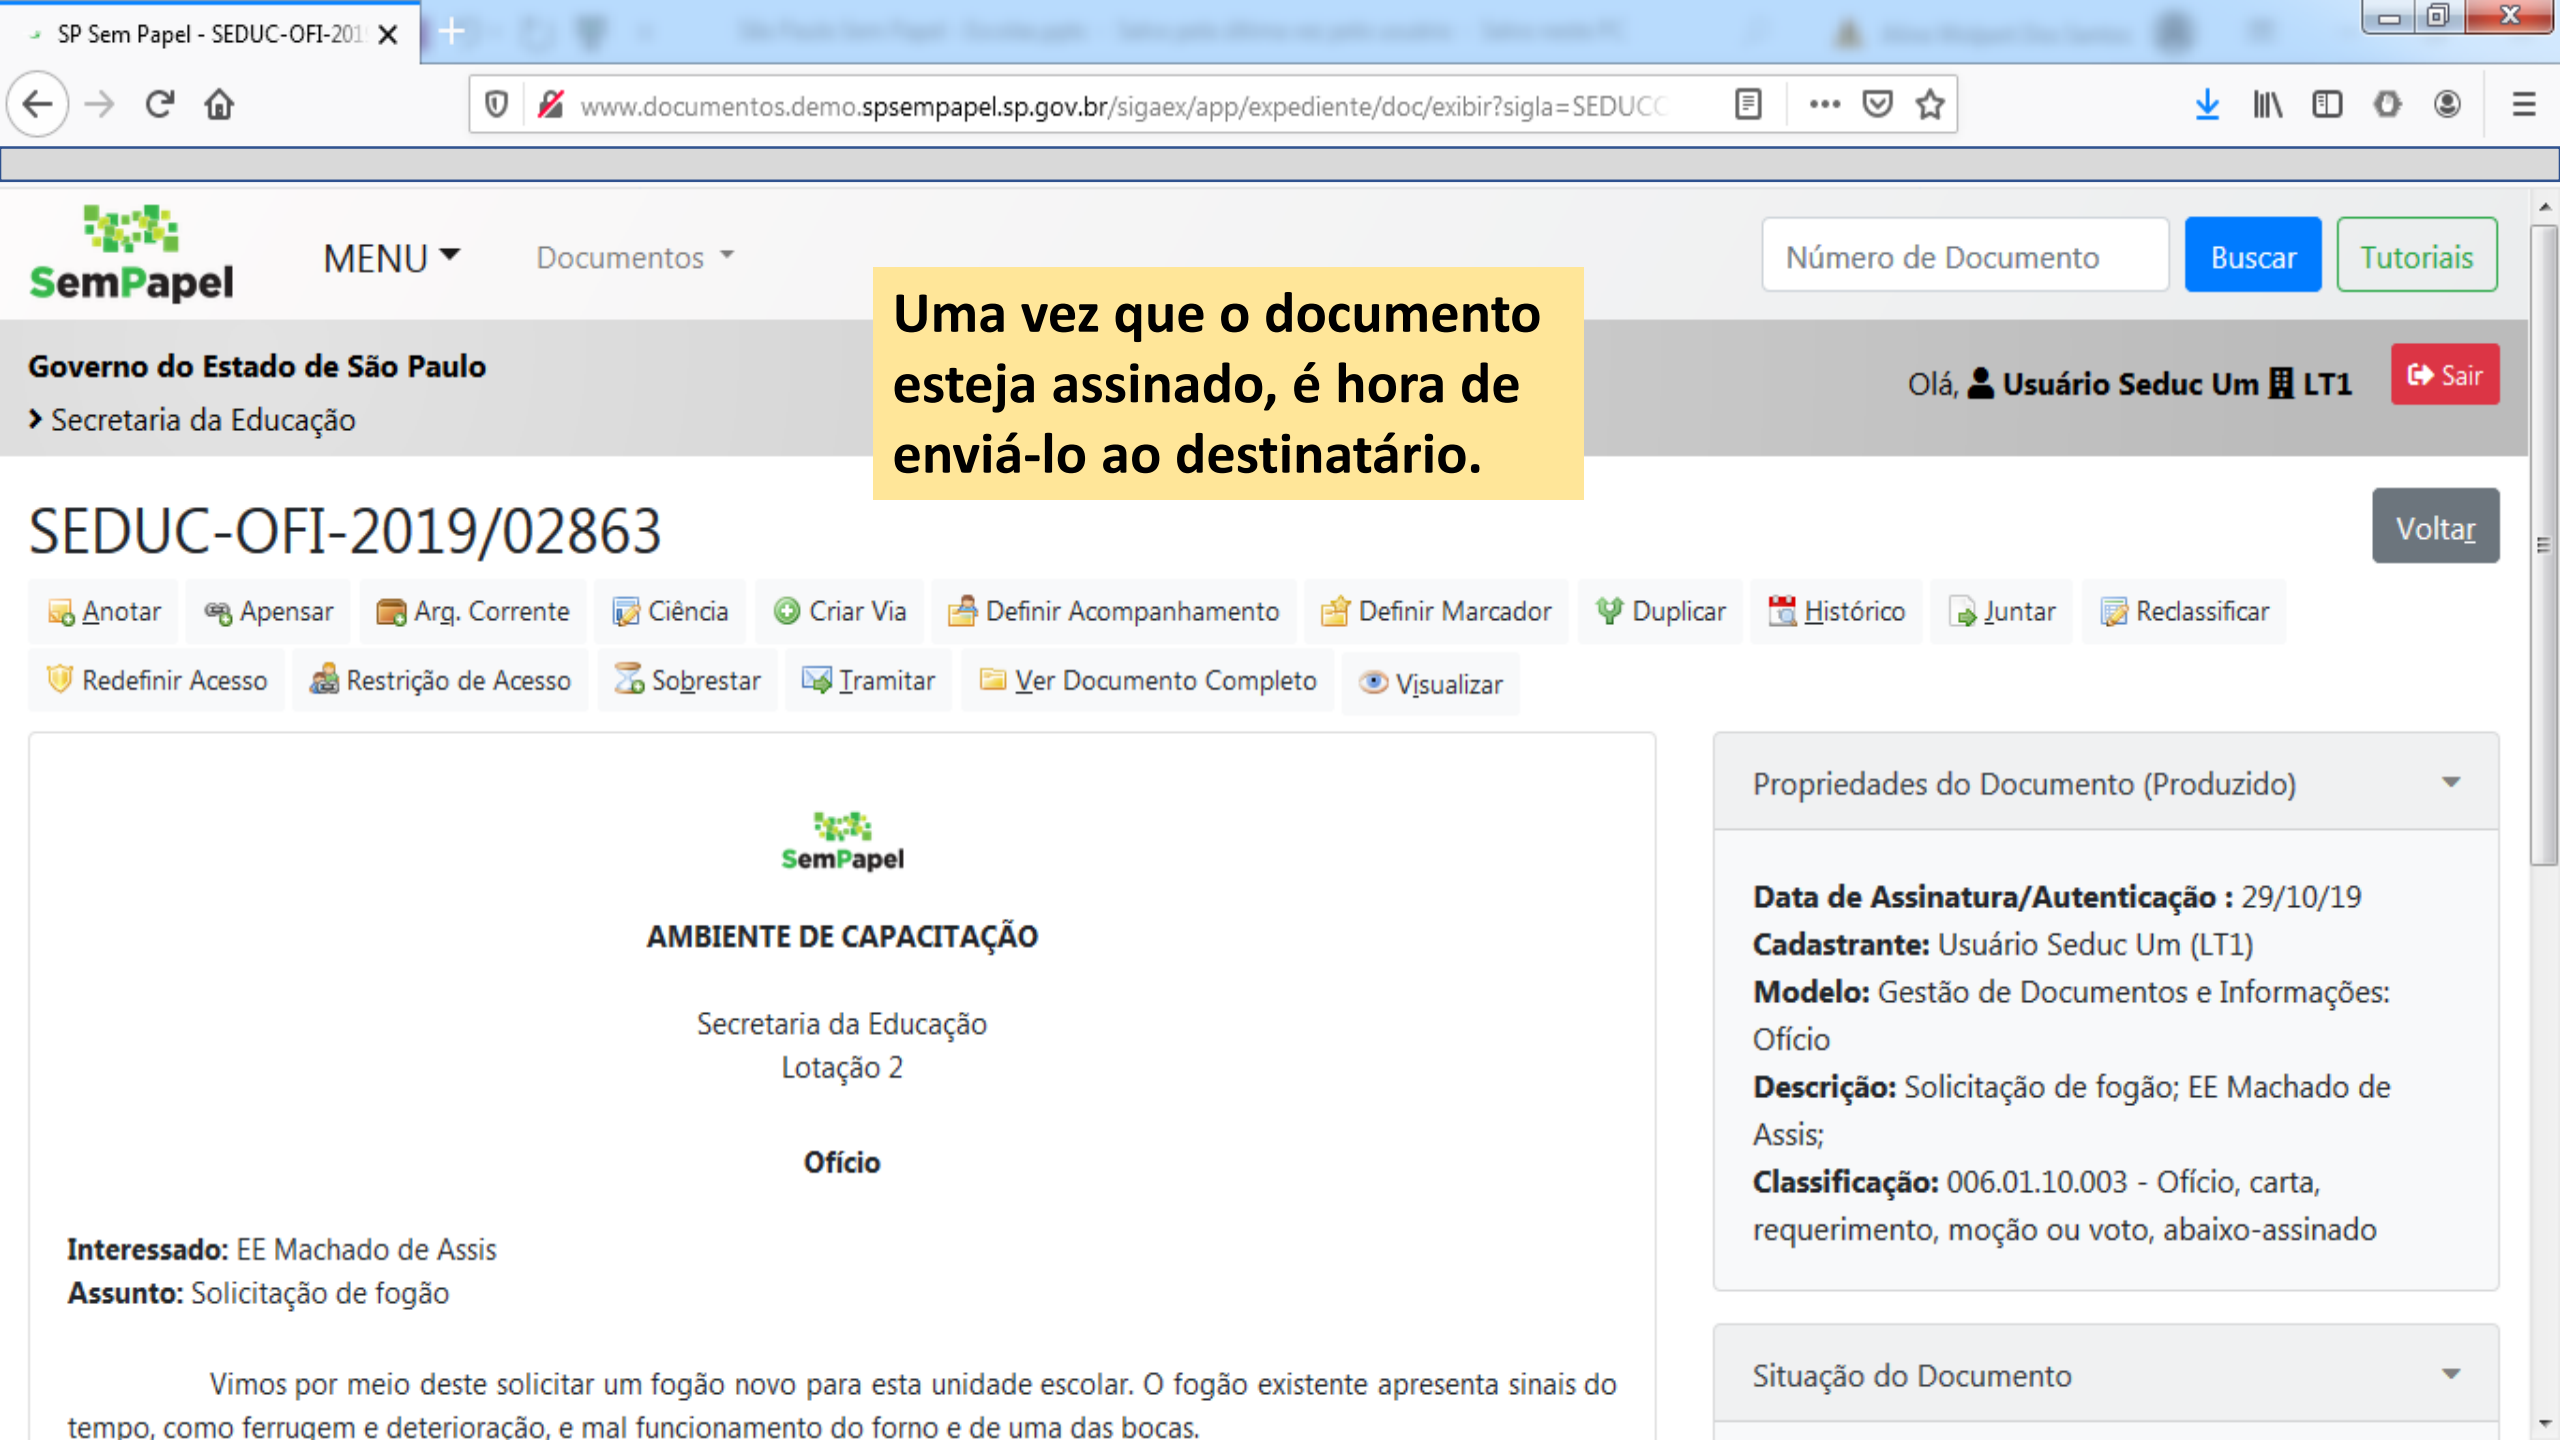 SP Sem Papel - SEDUC-OFI-201
www.documentos.demo.spsempapel.sp.gov.br/sigaex/app/expediente/doc/exibir?sigla=SEDUC
SemPapel
MENU
Documentos
Número de Documento
Buscar
Tutoriais
Uma vez que o documento
esteja assinado, é hora de
enviá-lo ao destinatário.
Governo do Estado de São Paulo
Secretaria da Educação
Olá, Usuário Seduc Um LT1
Sair
SEDUC-OFI-2019/02863
Voltar
Anotar Apensar Arq. Corrente Ciência Criar Via Definir Acompanhamento Definir Marcador Duplicar Histórico Juntar Reclassificar
Redefinir Acesso Restrição de Acesso Sobrestar Tramitar Ver Documento Completo Visualizar
SemPapel
AMBIENTE DE CAPACITAÇÃO
Secretaria da Educação
Lotação 2
Ofício
Interessado: EE Machado de Assis
Assunto: Solicitação de fogão
Vimos por meio deste solicitar um fogão novo para esta unidade escolar. O fogão existente apresenta sinais do
tempo, como ferrugem e deterioração, e mal funcionamento do forno e de uma das bocas.
Propriedades do Documento (Produzido)
Data de Assinatura/Autenticação : 29/10/19
Cadastrante: Usuário Seduc Um (LT1)
Modelo: Gestão de Documentos e Informações:
Ofício
Descrição: Solicitação de fogão; EE Machado de
Assis;
Classificação: 006.01.10.003 - Ofício, carta,
requerimento, moção ou voto, abaixo-assinado
Situação do Documento